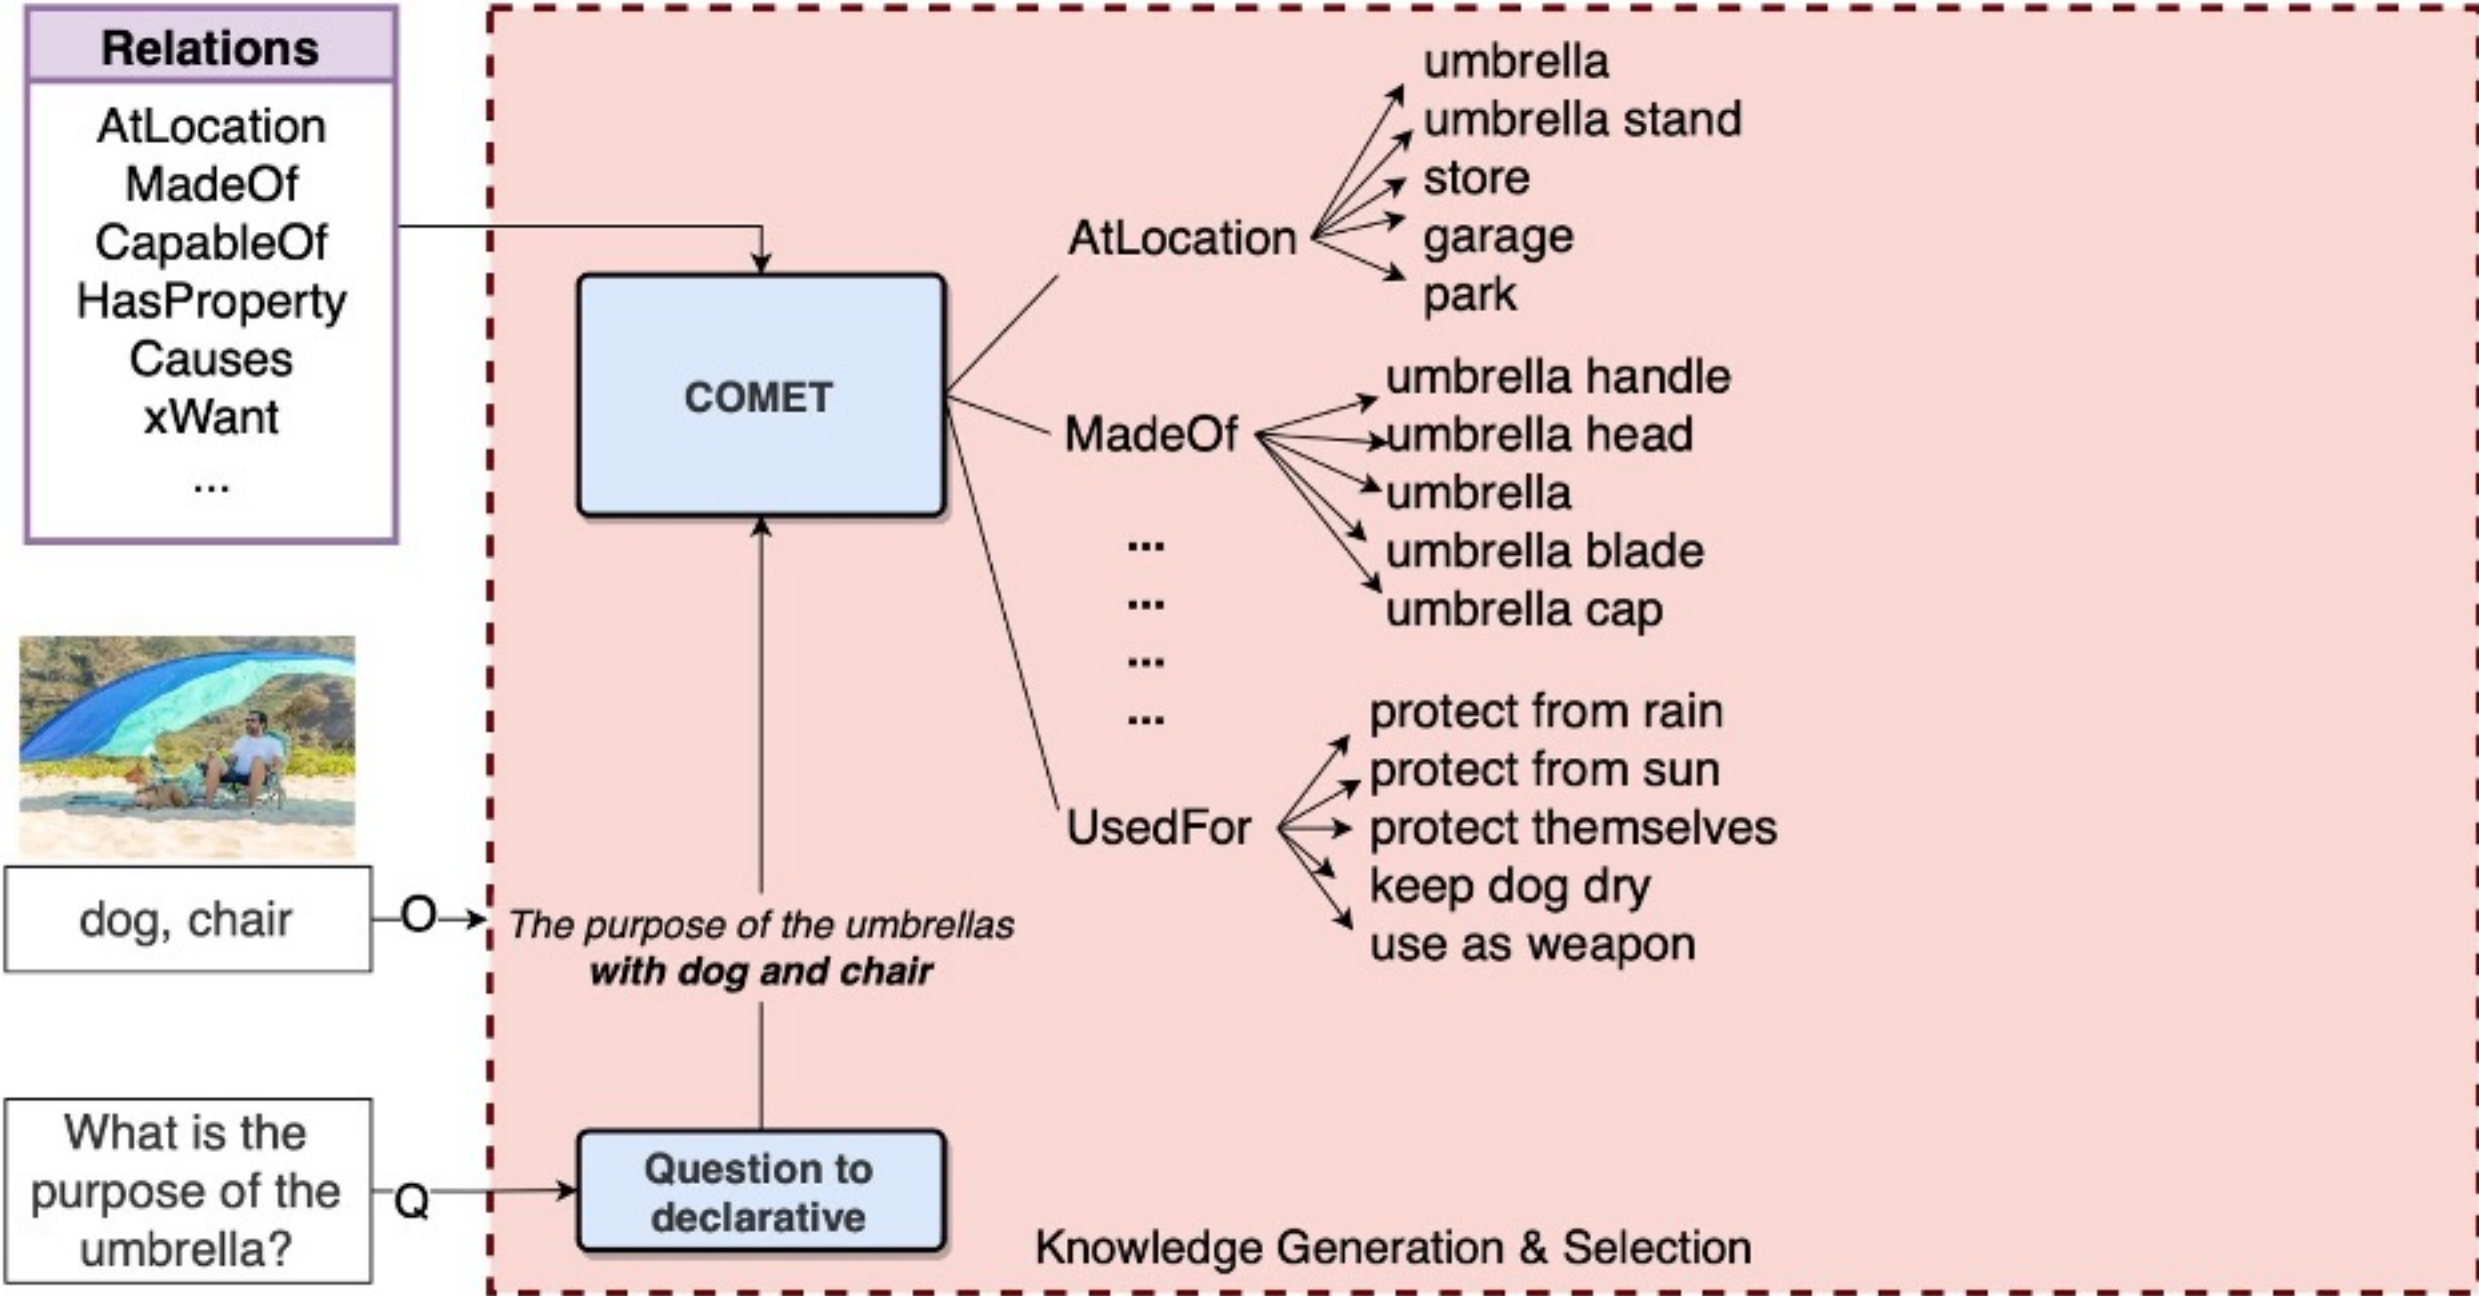 Relations
AtLocation
MadeOf
CapableOf
HasProperty
Causes
xWant
...
dog, chair
O
What is the
purpose of the
umbrella?
Q
COMET
The purpose of the umbrellas
with dog and chair
Question to
declarative
AtLocation
umbrella
umbrella stand
store
garage
park
MadeOf
umbrella handle
umbrella head
umbrella
umbrella blade
umbrella cap
...
...
...
...
UsedFor
protect from rain
protect from sun
protect themselves
keep dog dry
use as weapon
Knowledge Generation & Selection